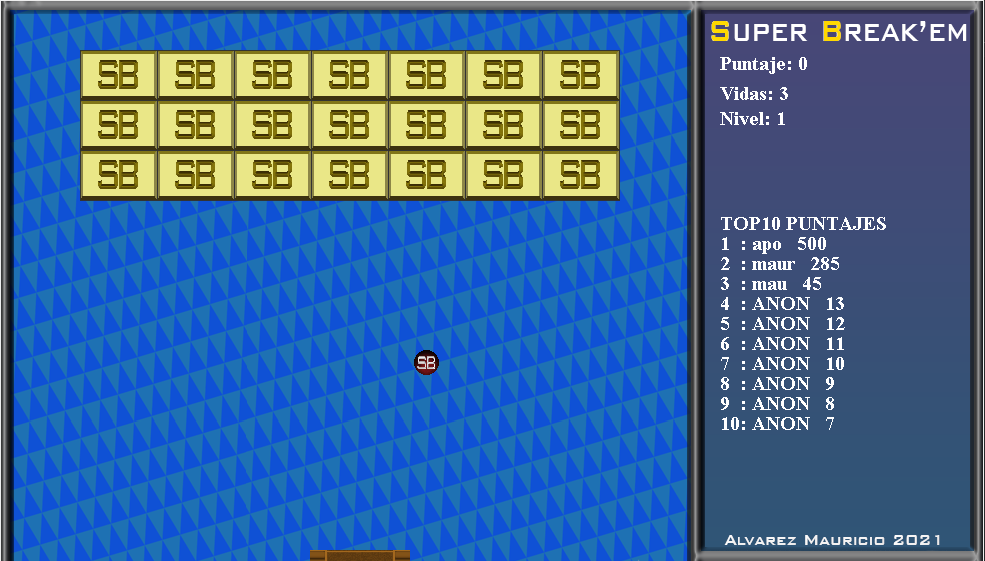 SB SB SB SB SB SB SB
SB SB SB SB SB SB SB
SB SB SB SB SB SB SB
SB
SUPER BREAK'EM
Puntaje: 0
Vidas: 3
Nivel: 1
TOP10 PUNTAJES
1 : apo 500
2 : maur 285
3 : mau 45
4 : ANON 13
5 : ANON 12
6 : ANON 11
7 : ANON 10
8 : ANON 9
9 : ANON 8
10: ANON 7
ALVAREZ MAURICIO 2021